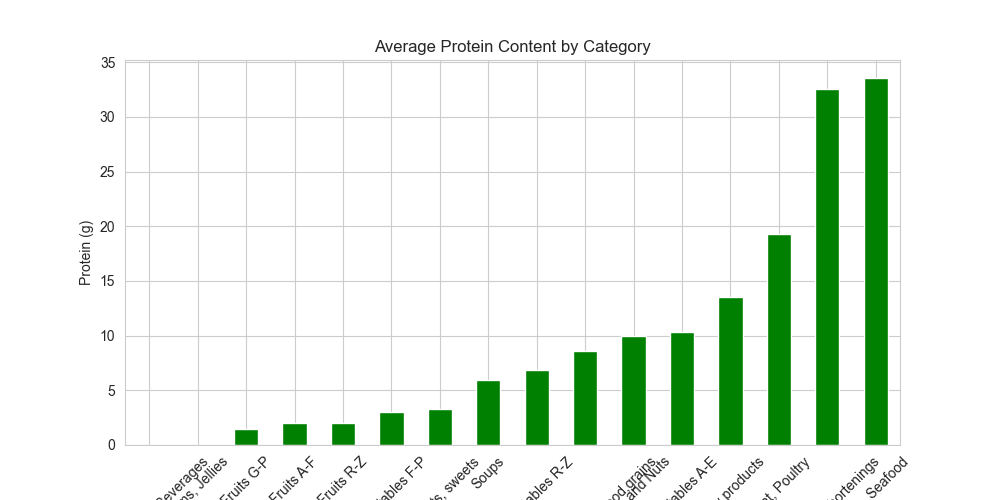 Average Protein Content by Category
Protein (g)
35
30
25
20
15
10
5
0
Beverages
Jellies
Fruits G-P
Fruits A-F
Fruits R-Z
F-P
sweets
Soups
R-Z
grains
and Nuts
A-E
products
Poultry
Seafood